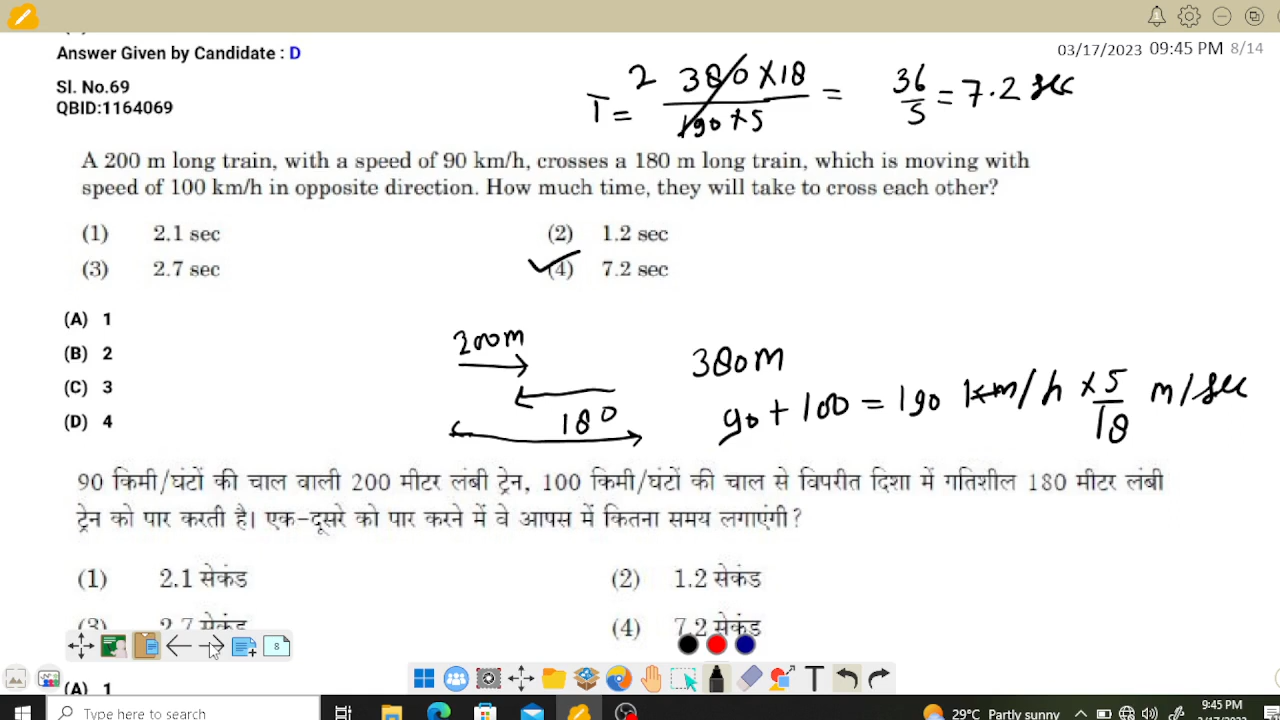 Answer Given by Candidate : D
03/17/2023 09:45 PM 8/14
Sl. No.69
QBID:1164069
T = 2 380 × 18 / 190 × 5 = 36/5 = 7.2 sec
A 200 m long train, with a speed of 90 km/h, crosses a 180 m long train, which is moving with
speed of 100 km/h in opposite direction. How much time, they will take to cross each other?
(1) 2.1 sec (2) 1.2 sec
(3) 2.7 sec (4) 7.2 sec
(A) 1
(B) 2
(C) 3
(D) 4
200m
180
380m
90 + 100 = 190 km/h × 5/18 m/sec
90 किमी/घंटों की चाल वाली 200 मीटर लंबी ट्रेन, 100 किमी/घंटों की चाल से विपरीत दिशा में गतिशील 180 मीटर लंबी
ट्रेन को पार करती है। एक-दूसरे को पार करने में वे आपस में कितना समय लगाएंगी?
(1) 2.1 सेकंड (2) 1.2 सेकंड
(3) 2.7 सेकंड (4) 7.2 सेकंड
8
(A) 1
Type here to search
29°C Partly sunny
9:45 PM